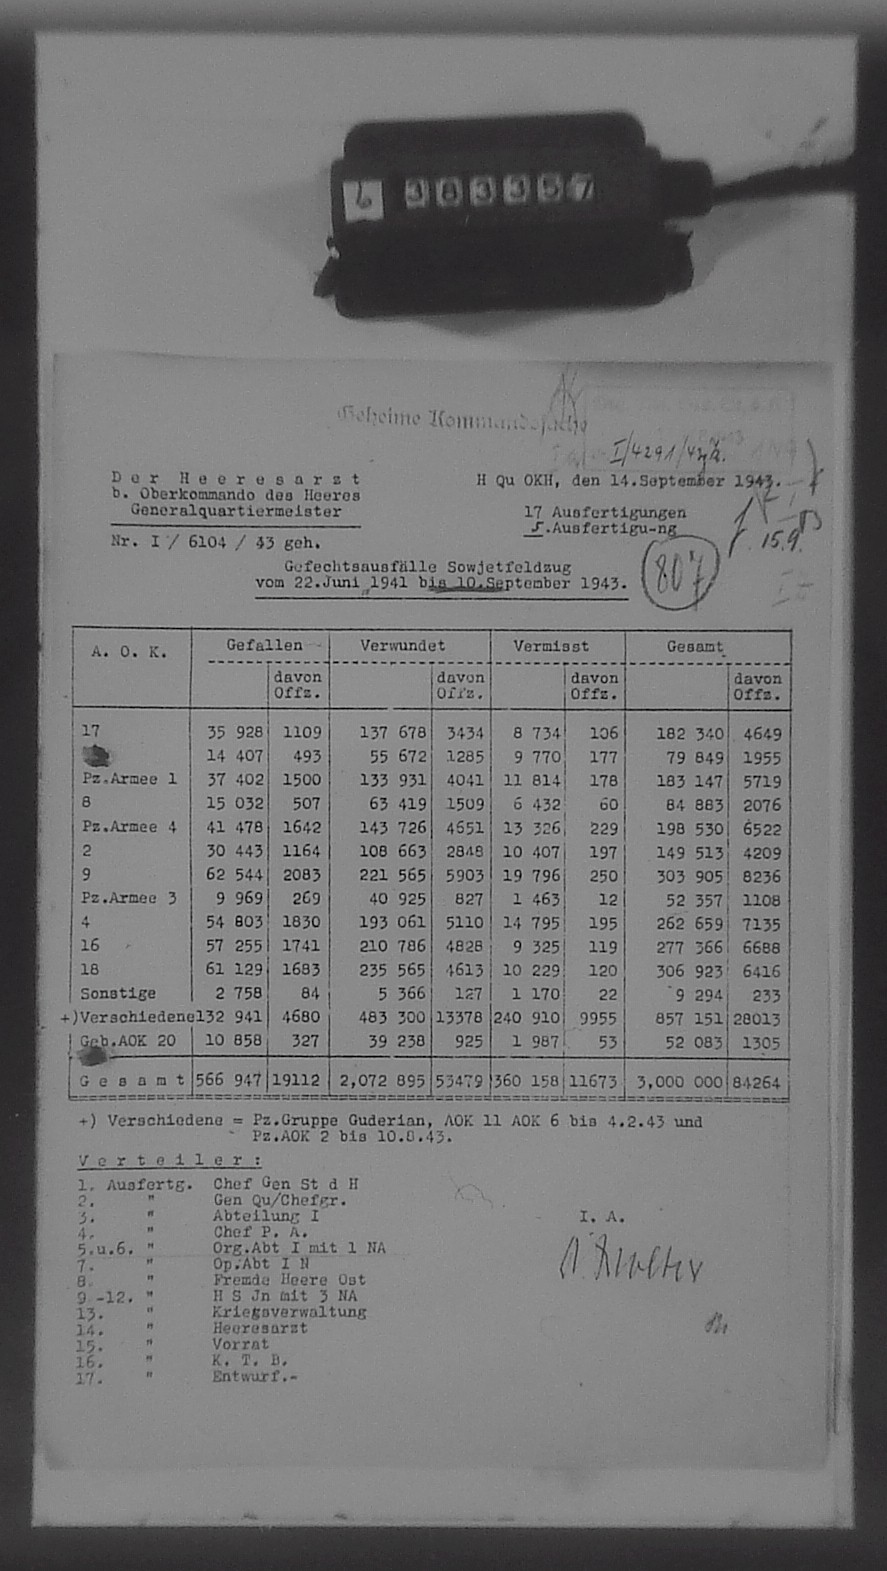 6 383357
Geheime Kommandosache
I/4291/43 gK.
Der Heeresarzt
H Qu OKH, den 14.September 1943.
b. Oberkommando des Heeres
Generalquartiermeister
17 Ausfertigungen
5.Ausfertigu-ng
Nr. I / 6104 / 43 geh.
15.9.
Gefechtsausfälle Sowjetfeldzug
807
vom 22.Juni 1941 bis 10.September 1943.
A. O. K. Gefallen Verwundet Vermisst Gesamt
davon davon davon davon
Offz. Offz. Offz. Offz.
17 35 928 1109 137 678 3434 8 734 106 182 340 4649
14 407 493 55 672 1285 9 770 177 79 849 1955
Pz.Armee 1 37 402 1500 133 931 4041 11 814 178 183 147 5719
8 15 032 507 63 419 1509 6 432 60 84 883 2076
Pz.Armee 4 41 478 1642 143 726 4651 13 326 229 198 530 6522
2 30 443 1164 108 663 2848 10 407 197 149 513 4209
9 62 544 2083 221 565 5903 19 796 250 303 905 8236
Pz.Armee 3 9 969 269 40 925 827 1 463 12 52 357 1108
4 54 803 1830 193 061 5110 14 795 195 262 659 7135
16 57 255 1741 210 786 4828 9 325 119 277 366 6688
18 61 129 1683 235 565 4613 10 229 120 306 923 6416
Sonstige 2 758 84 5 366 127 1 170 22 9 294 233
+)Verschiedene 132 941 4680 483 300 13378 240 910 9955 857 151 28013
Geb.AOK 20 10 858 327 39 238 925 1 987 53 52 083 1305
Gesamt 566 947 19112 2,072 895 53479 360 158 11673 3,000 000 84264
+) Verschiedene = Pz.Gruppe Guderian, AOK 11 AOK 6 bis 4.2.43 und
Pz.AOK 2 bis 10.8.43.
Verteiler:
1. Ausfertg. Chef Gen St d H
2. " Gen Qu/Chefgr.
3. " Abteilung I
4. " Chef P. A.
5.u.6. " Org.Abt I mit 1 NA
7. " Op.Abt I N
8. " Fremde Heere Ost
9 -12. " H S Jn mit 3 NA
13. " Kriegsverwaltung
14. " Heeresarzt
15. " Vorrat
16. " K. T. B.
17. " Entwurf.-
I. A.